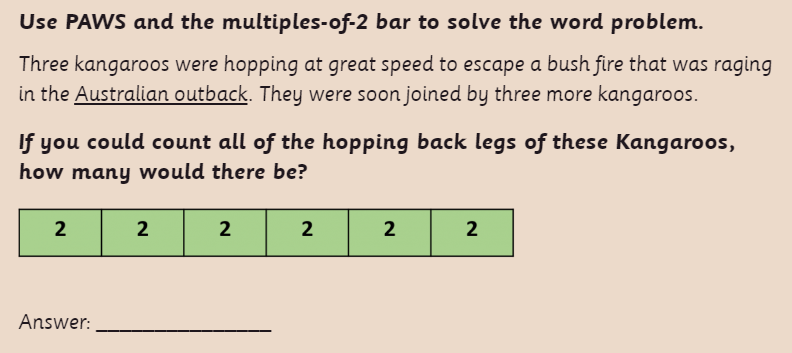 Use PAWS and the multiples-of-2 bar to solve the word problem.
Three kangaroos were hopping at great speed to escape a bush fire that was raging
in the Australian outback. They were soon joined by three more kangaroos.
If you could count all of the hopping back legs of these Kangaroos,
how many would there be?
2 2 2 2 2 2
Answer: _______________